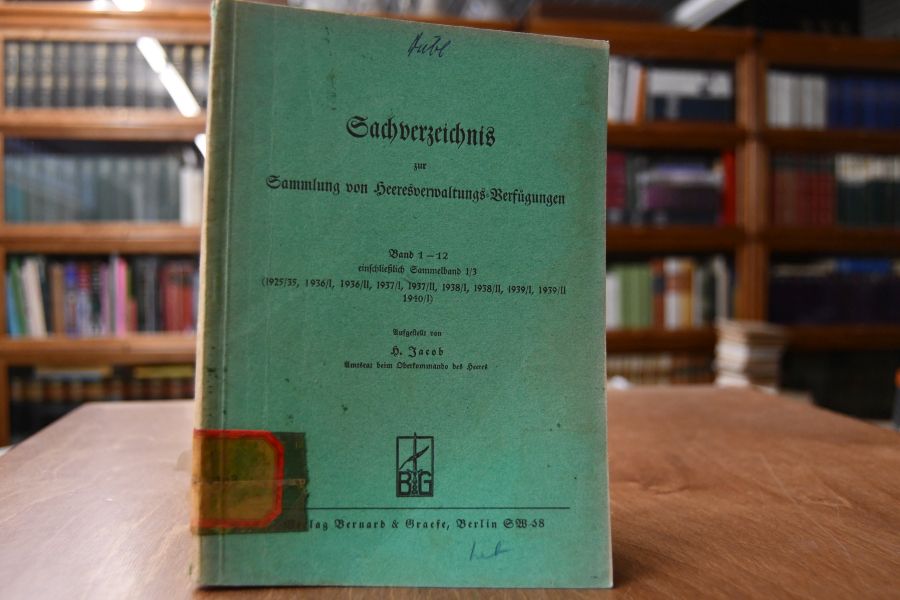 Sachverzeichnis
zur
Sammlung von Heeresverwaltungs-Verfügungen
Band 1 – 12
einschließlich Sammelband 1/3
(1925/35, 1936/I, 1936/II, 1937/I, 1937/II, 1938/I, 1938/II, 1939/I, 1939/II
1940/I)
Aufgestellt von
H. Jacob
Amtsrat beim Oberkommando des Heeres
B&G
Bernard & Graefe, Berlin SW-68